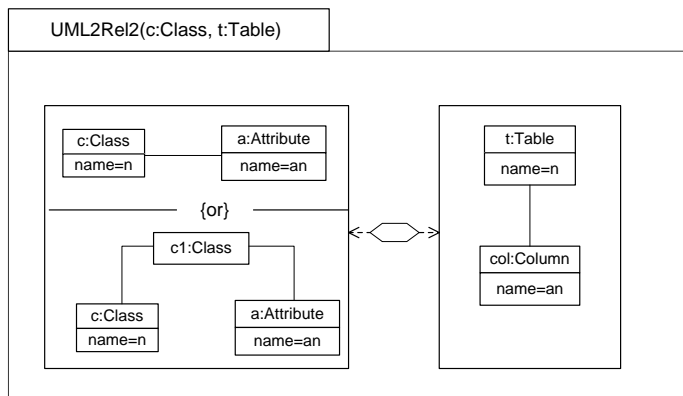 UML2Rel2(c:Class, t:Table)
c:Class
name=n
a:Attribute
name=an
{or}
c1:Class
c:Class
name=n
a:Attribute
name=an
t:Table
name=n
col:Column
name=an